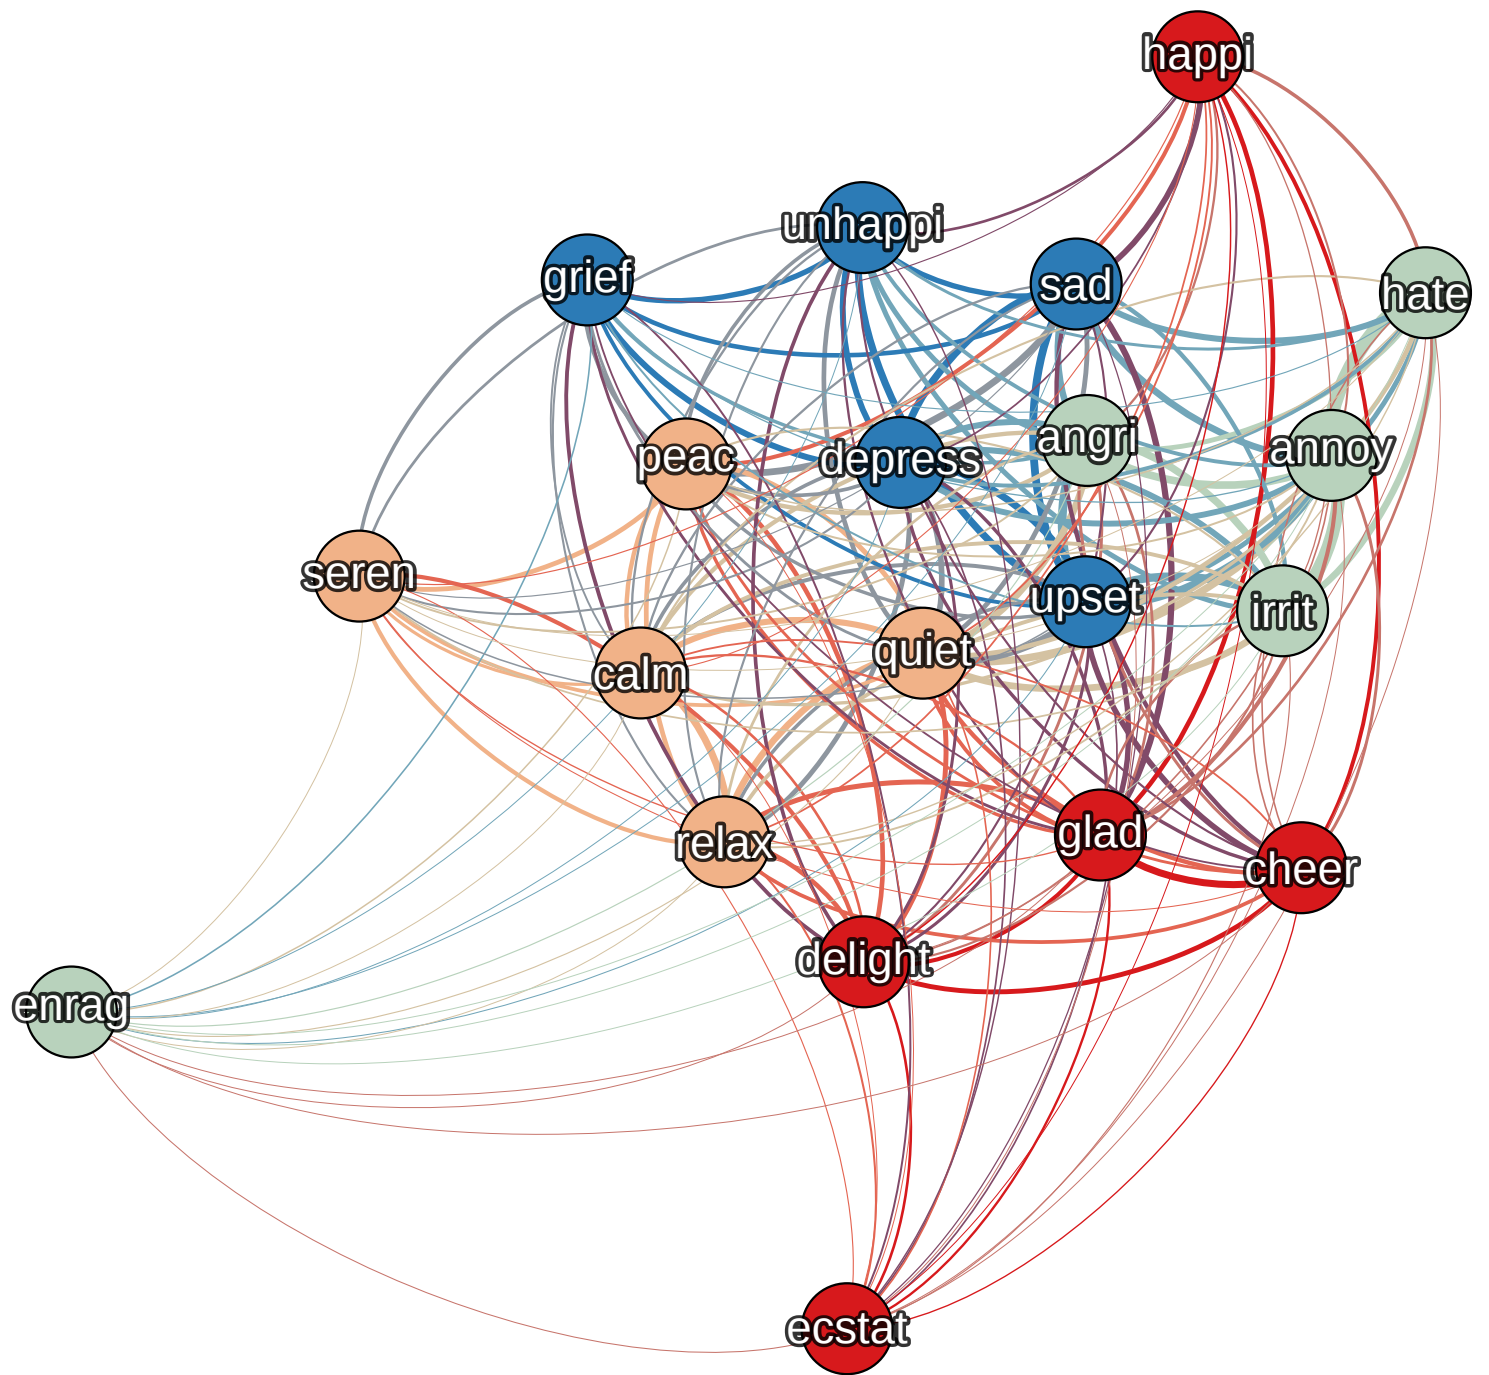 happi
unhappi
grief
sad
hate
peac
depress
angri
annoy
seren
upset
irrit
calm
quiet
relax
glad
cheer
delight
enrag
ecstat